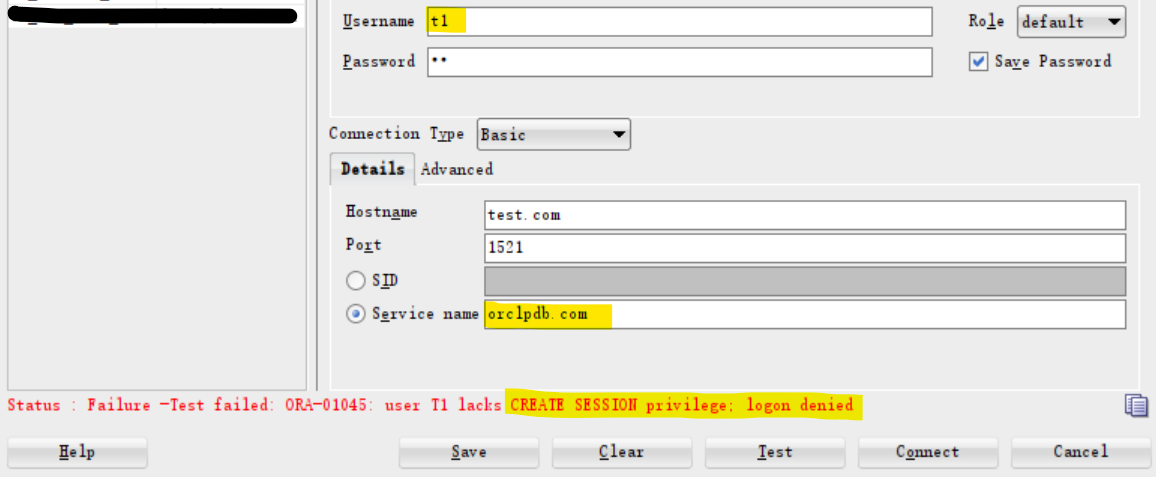 Username t1 Role default
Password •• Save Password
Connection Type Basic
Details Advanced
Hostname test.com
Port 1521
SID
Service name orclpdb.com
Status : Failure -Test failed: ORA-01045: user T1 lacks CREATE SESSION privilege; logon denied
Help Save Clear Test Connect Cancel